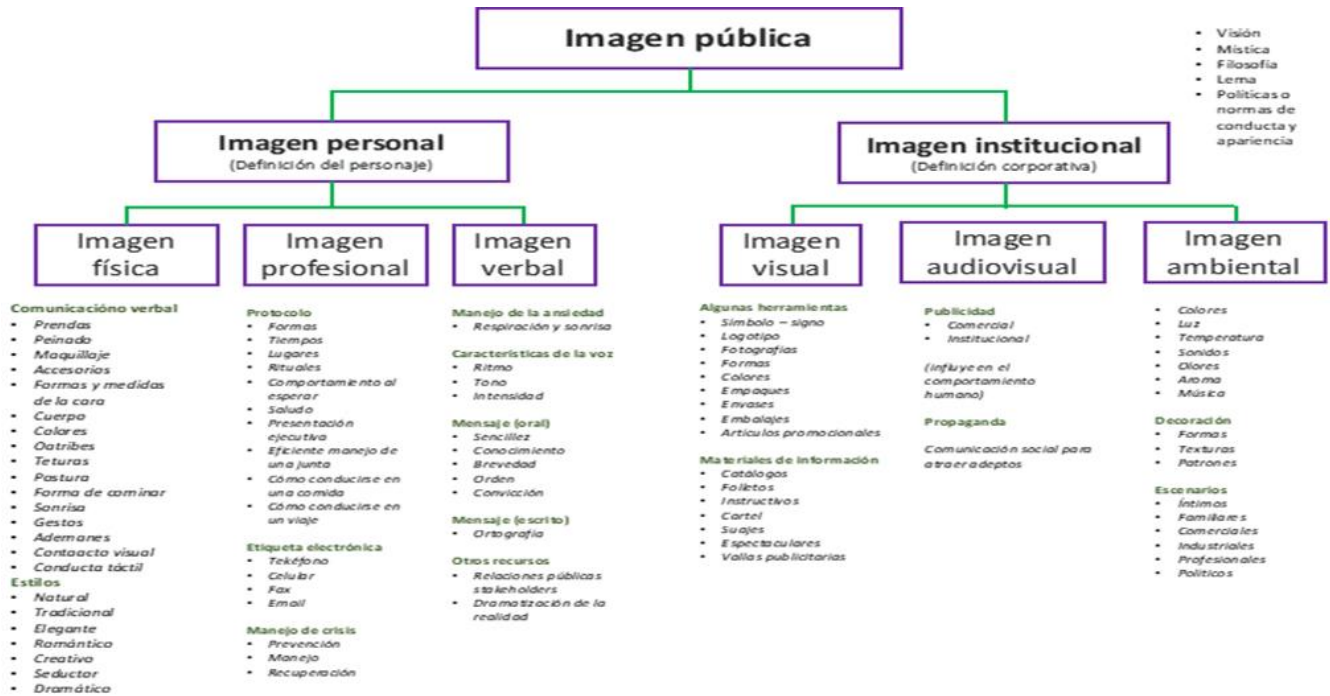 Imagen pública
• Visión
• Mística
• Filosofía
• Lema
• Políticas o
normas de
conducta y
apariencia
Imagen personal
(Definición del personaje)
Imagen institucional
(Definición corporativa)
Imagen
física
Comunicacióno verbal
• Prendas
• Peinado
• Maquillaje
• Accesorios
• Formas y medidas
de la cara
• Cuerpo
• Colores
• Oatribes
• Teturas
• Postura
• Forma de caminar
• Sonrisa
• Gestos
• Ademanes
• Contaacto visual
• Conducta táctil
Estilos
• Natural
• Tradicional
• Elegante
• Romántico
• Creativo
• Seductor
• Dramático
Imagen
profesional
Protocolo
• Formas
• Tiempos
• Lugares
• Rituales
• Comportamiento al
esperar
• Saludo
• Presentación
ejecutiva
• Eficiente manejo de
una junta
• Cómo conducirse en
una comida
• Cómo conducirse en
un viaje
Etiqueta electrónica
• Tekéfono
• Celular
• Fax
• Email
Manejo de crisis
• Prevención
• Manejo
• Recuperación
Imagen
verbal
Manejo de la ansiedad
• Respiración y sonrisa
Características de la voz
• Ritmo
• Tono
• Intensidad
Mensaje (oral)
• Sencillez
• Conocimiento
• Brevedad
• Orden
• Convicción
Mensaje (escrito)
• Ortografía
Otros recursos
• Relaciones públicas
stakeholders
• Dramatización de la
realidad
Imagen
visual
Algunas herramientas
• Símbolo – signo
• Logotipo
• Fotografías
• Formas
• Colores
• Empaques
• Envases
• Embalajes
• Artículos promocionales
Materiales de información
• Catálogos
• Folletos
• Instructivos
• Cartel
• Suajes
• Espectaculares
• Vallas publicitarias
Imagen
audiovisual
Publicidad
• Comercial
• Institucional
(influye en el
comportamiento
humano)
Propaganda
Comunicación social para
atraer adeptos
Imagen
ambiental
• Colores
• Luz
• Temperatura
• Sonidos
• Olores
• Aroma
• Música
Decoración
• Formas
• Texturas
• Patrones
Escenarios
• Íntimos
• Familiares
• Comerciales
• Industriales
• Profesionales
• Políticos